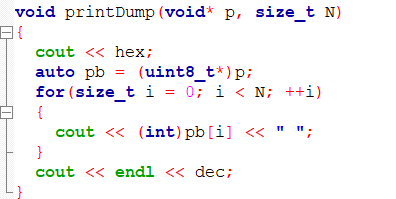 void printDump(void* p, size_t N)
{
  cout << hex;
  auto pb = (uint8_t*)p;
  for(size_t i = 0; i < N; ++i)
  {
    cout << (int)pb[i] << " ";
  }
  cout << endl << dec;
}